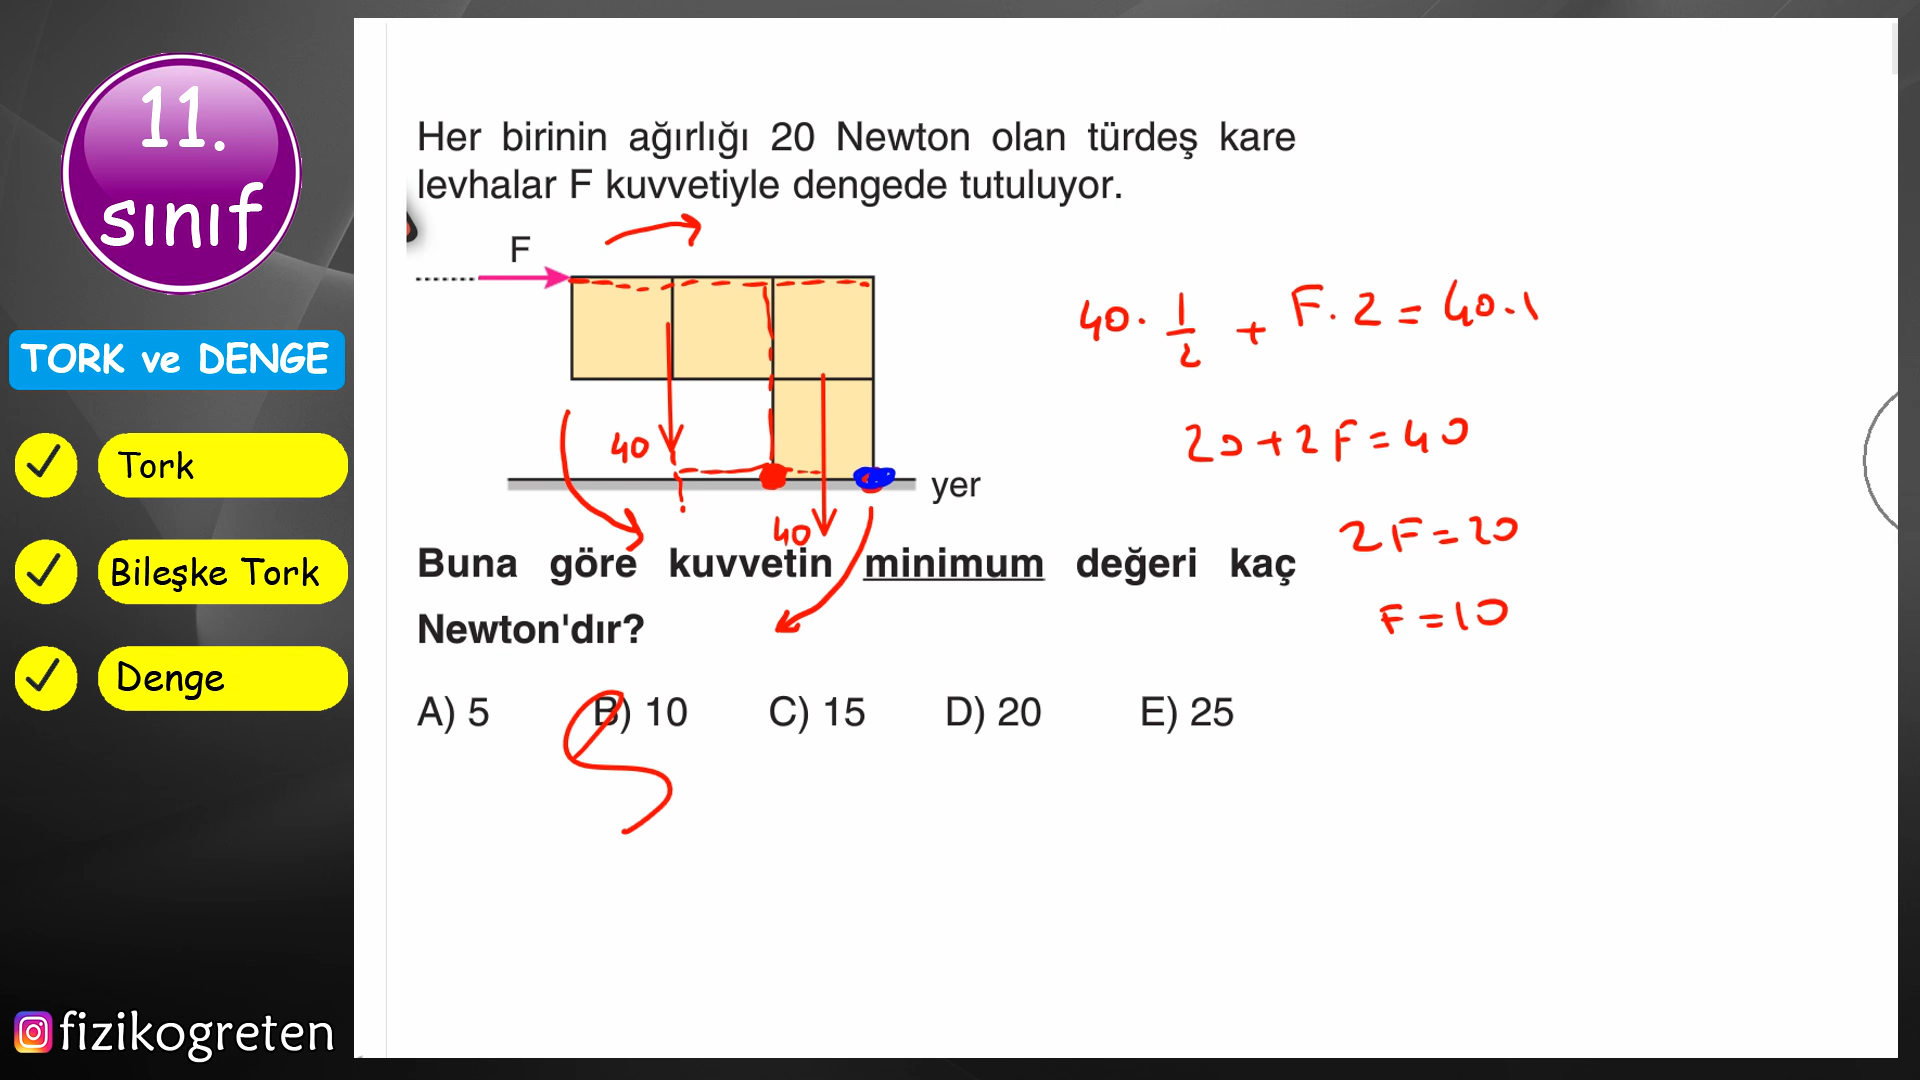 11.
sınıf
TORK ve DENGE
Tork
Bileşke Tork
Denge
fizikogreten
Her birinin ağırlığı 20 Newton olan türdeş kare
levhalar F kuvvetiyle dengede tutuluyor.
F
40
40
yer
Buna göre kuvvetin minimum değeri kaç
Newton'dır?
A) 5 B) 10 C) 15 D) 20 E) 25
40. 1/2 + F. 2 = 40.1
20+2F=40
2F=20
F=10